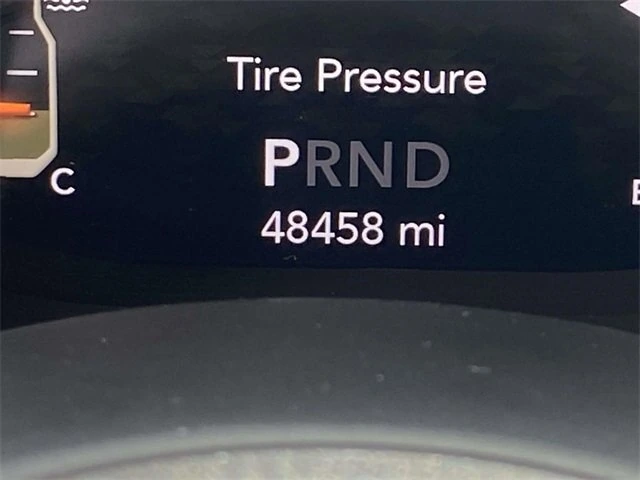 Tire Pressure
PRND
48458 mi
C
E